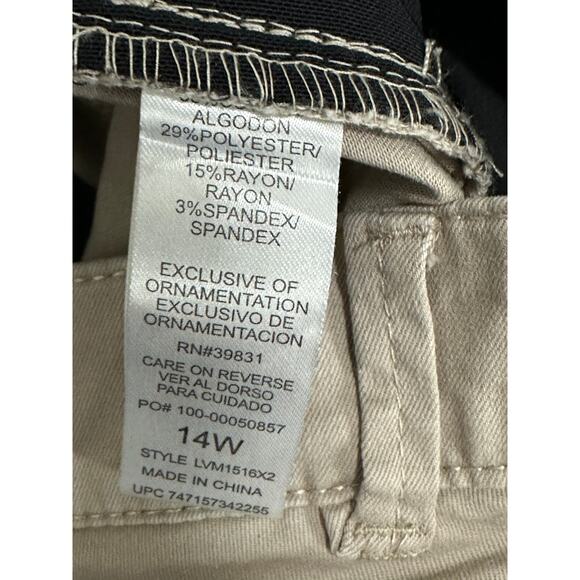 ALGODON
29%POLYESTER/
POLIESTER
15%RAYON/
RAYON
3%SPANDEX/
SPANDEX
EXCLUSIVE OF
ORNAMENTATION
EXCLUSIVO DE
ORNAMENTACION
RN#39831
CARE ON REVERSE
VER AL DORSO
PARA CUIDADO
PO# 100-00050857
14W
STYLE LVM1516X2
MADE IN CHINA
UPC 747157342255